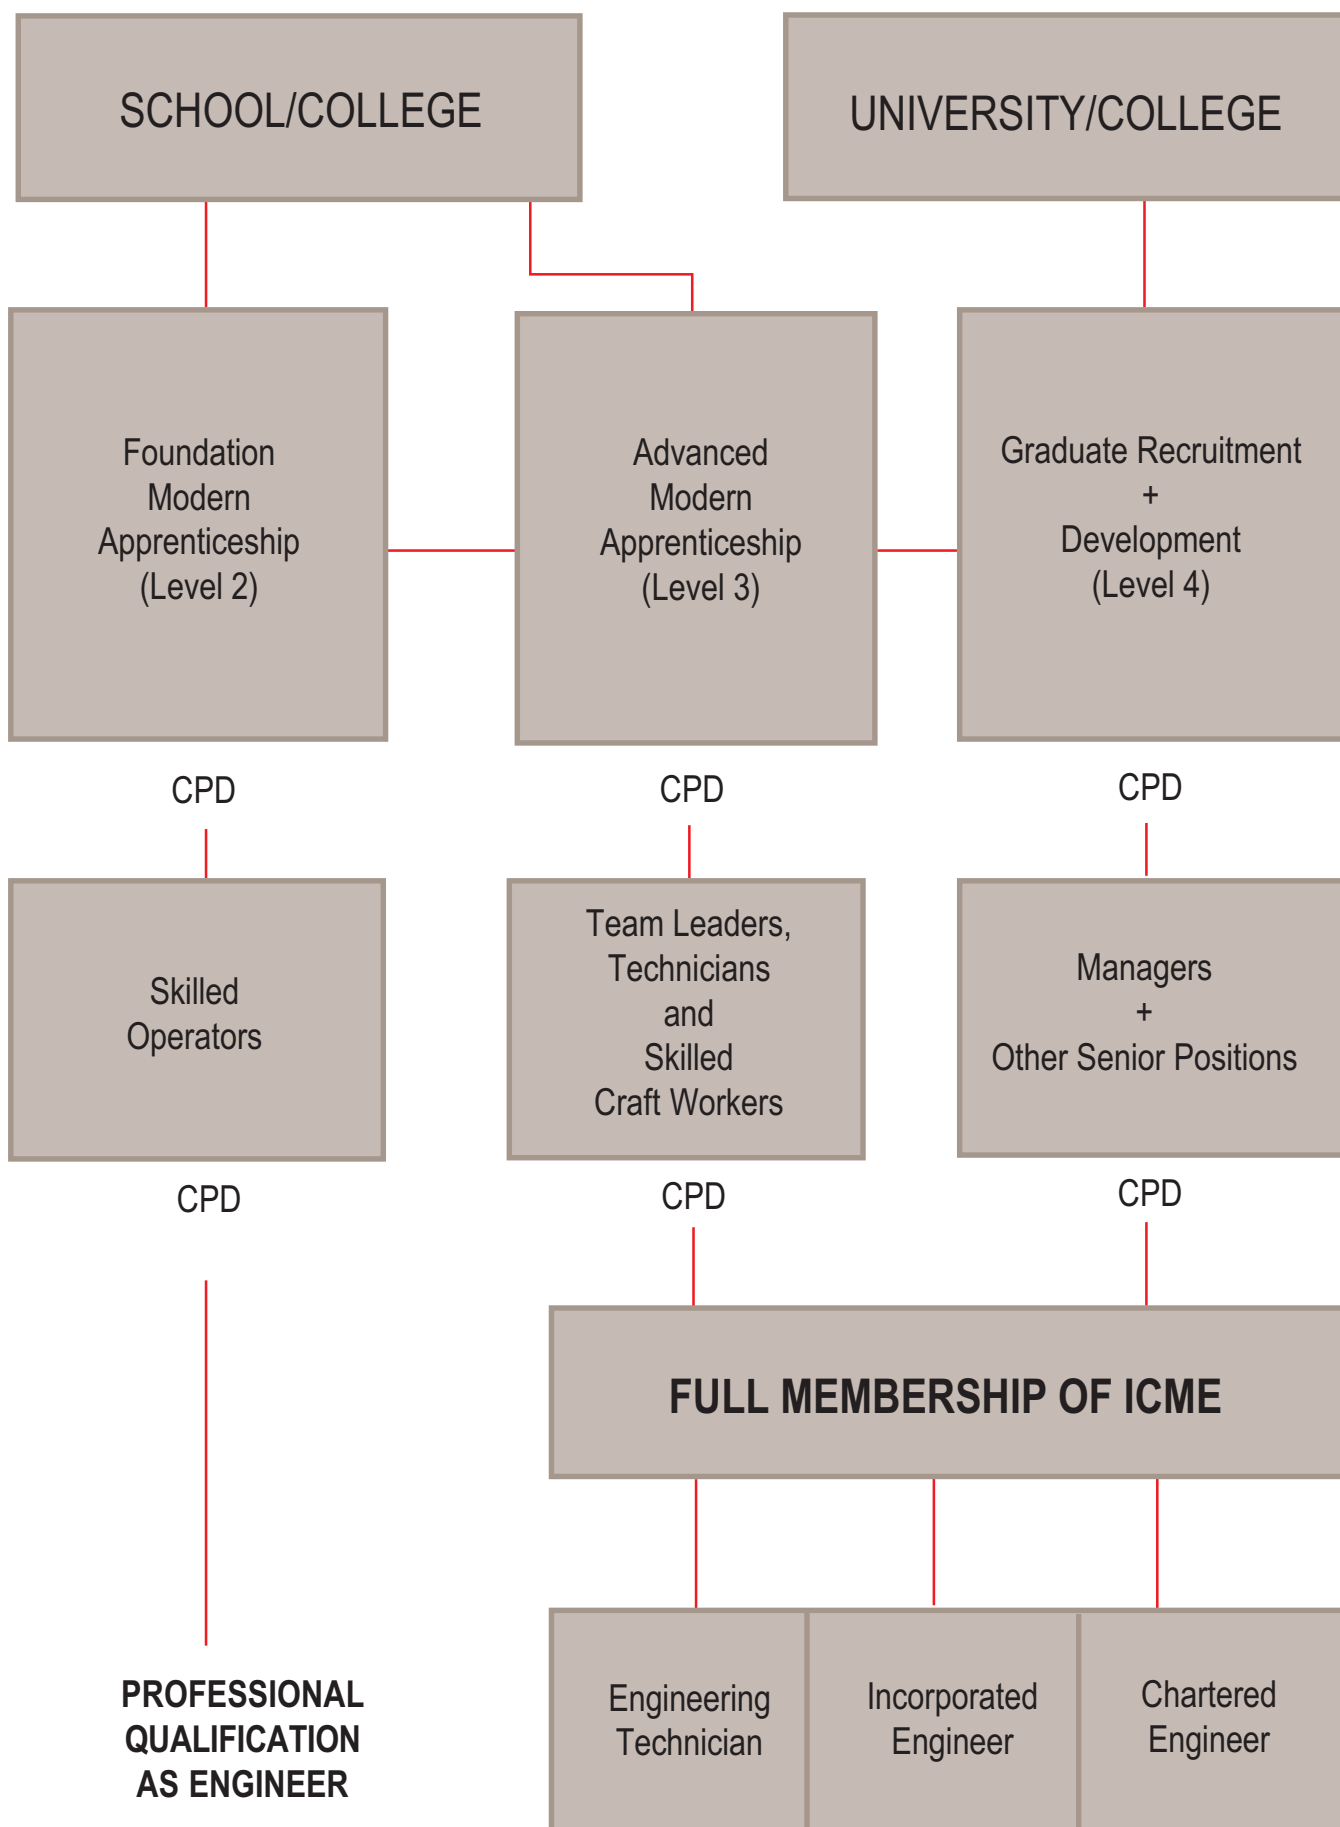 SCHOOL/COLLEGE
UNIVERSITY/COLLEGE
Foundation
Modern
Apprenticeship
(Level 2)
Advanced
Modern
Apprenticeship
(Level 3)
Graduate Recruitment
+
Development
(Level 4)
CPD
CPD
CPD
Skilled
Operators
Team Leaders,
Technicians
and
Skilled
Craft Workers
Managers
+
Other Senior Positions
CPD
CPD
CPD
FULL MEMBERSHIP OF ICME
PROFESSIONAL
QUALIFICATION
AS ENGINEER
Engineering
Technician
Incorporated
Engineer
Chartered
Engineer